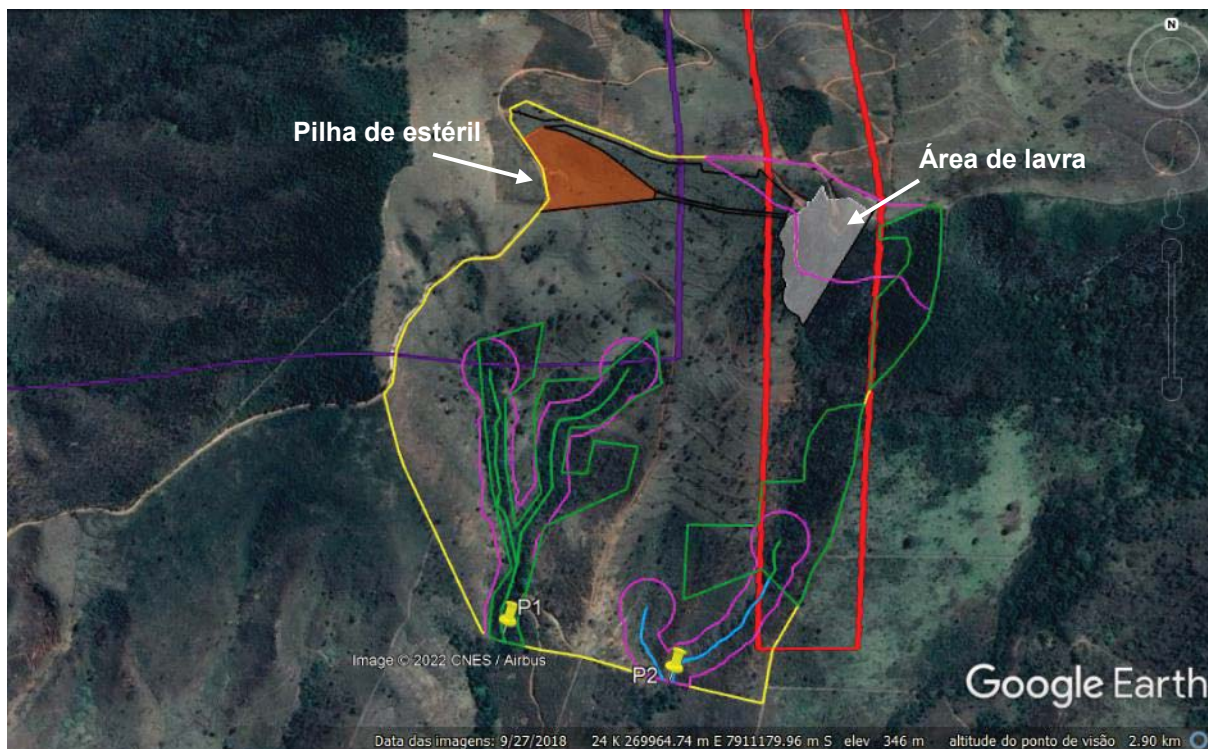 N
Pilha de estéril
Área de lavra
P1
Image © 2022 CNES / Airbus
P2
Google Earth
Data das imagens: 9/27/2018 24 K 269964.74 m E 7911179.96 m S elev 346 m altitude do ponto de visão 2.90 km